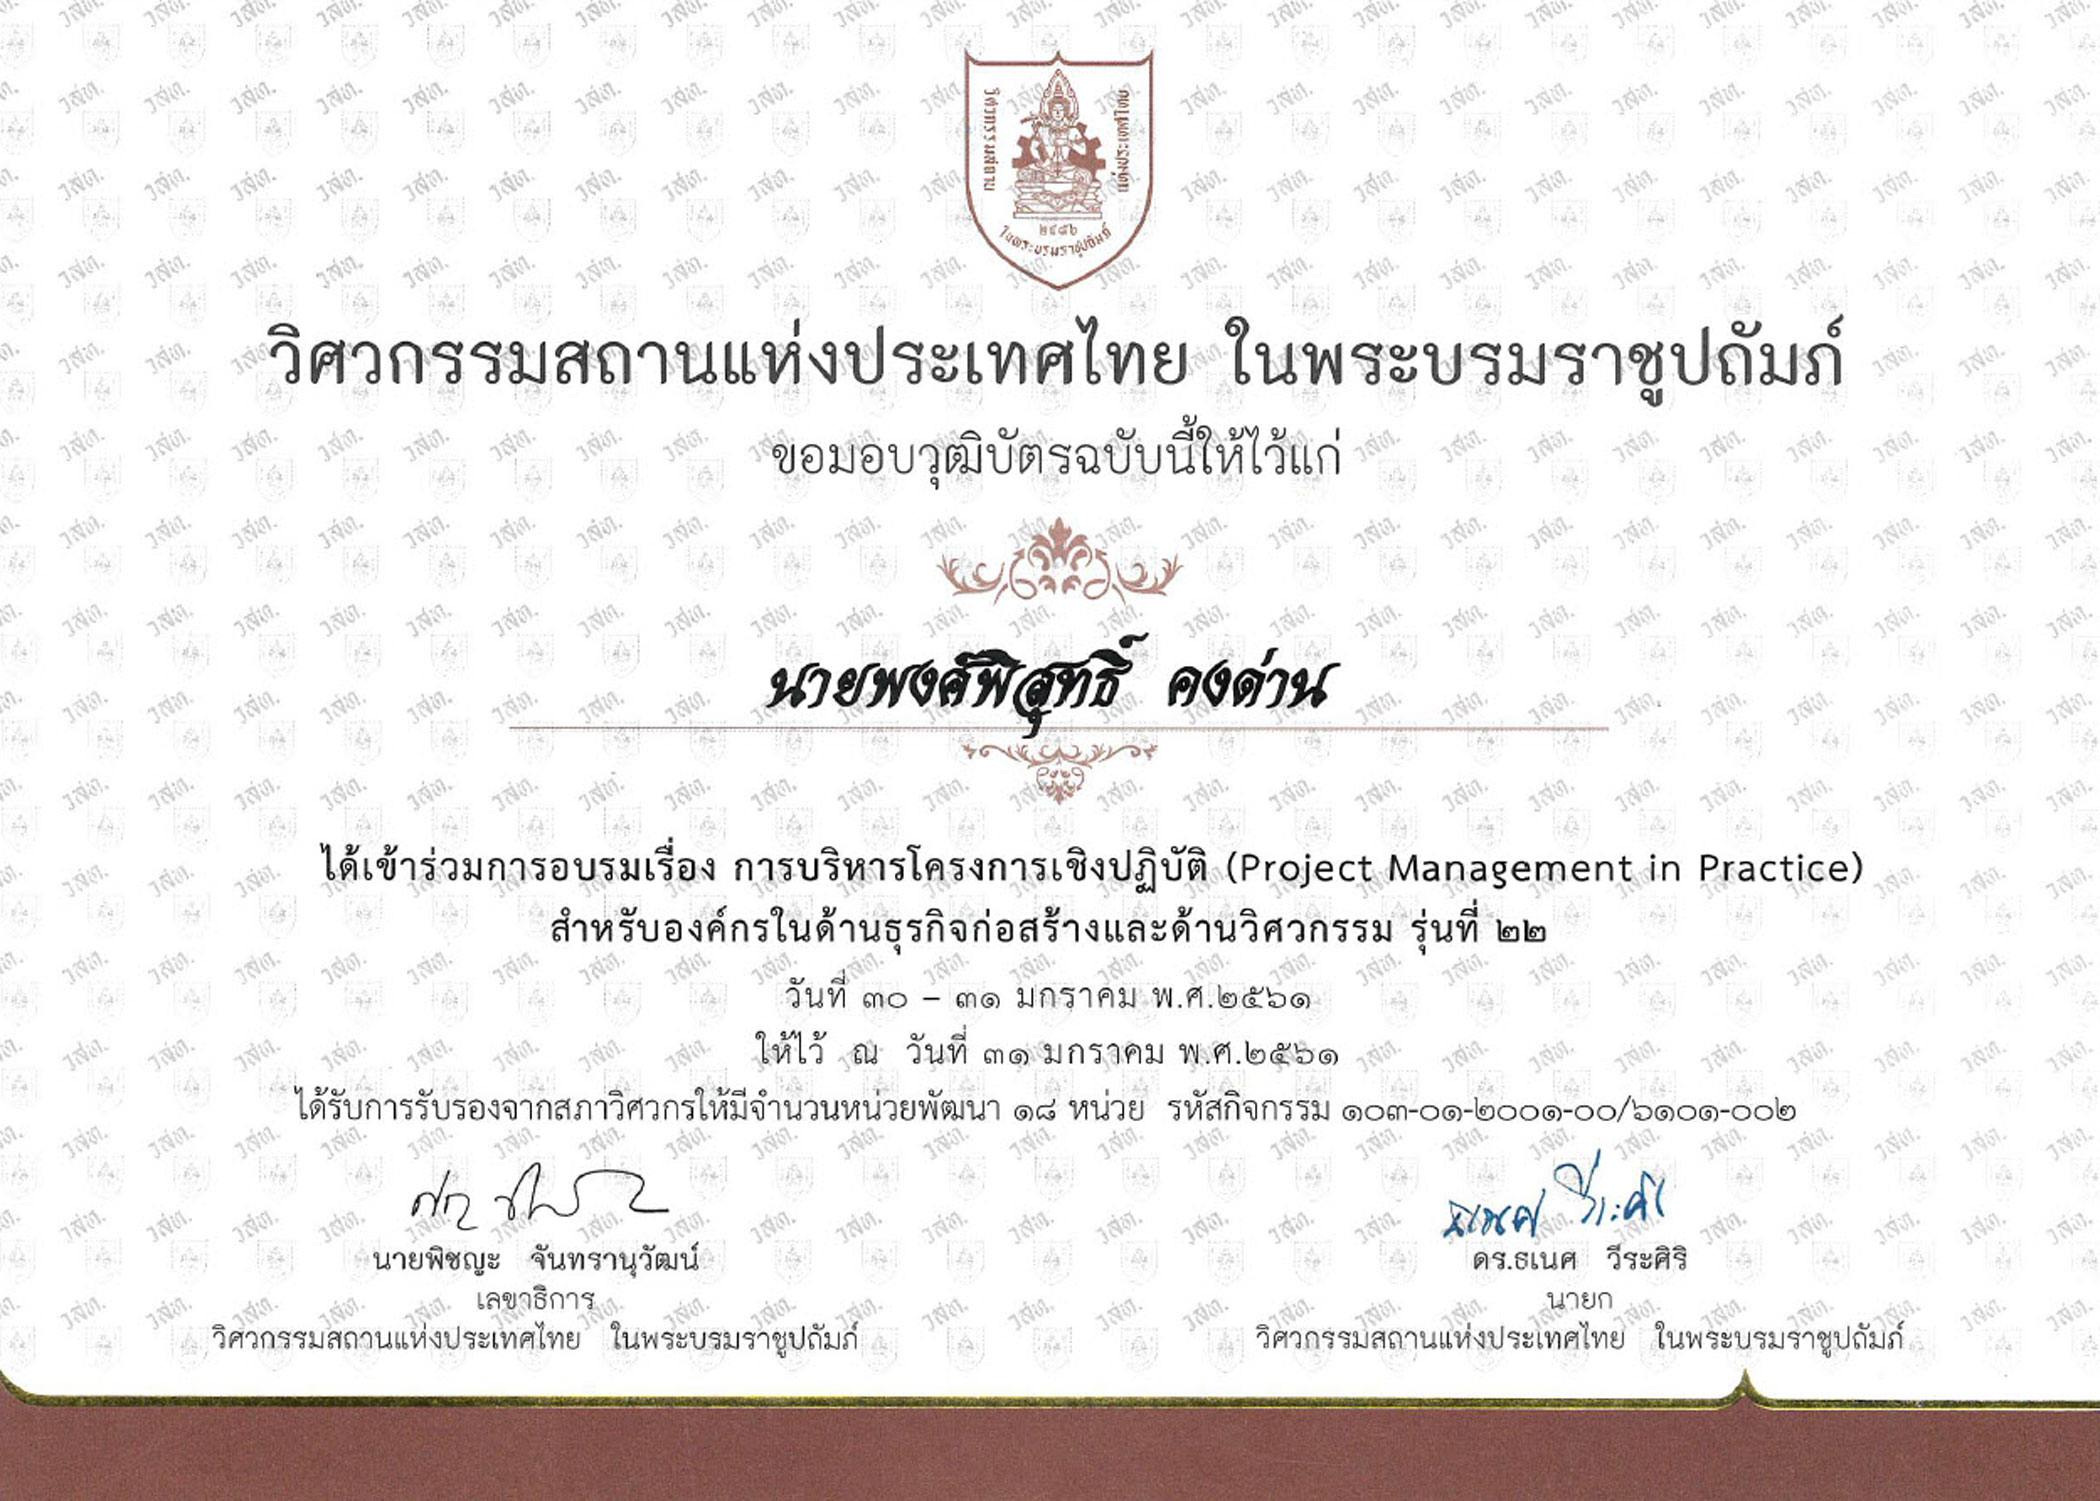 วิศวกรรมสถาน
แห่งประเทศไทย
๒๔๘๖
ในพระบรมราชูปถัมภ์
วิศวกรรมสถานแห่งประเทศไทย ในพระบรมราชูปถัมภ์
ขอมอบวุฒิบัตรฉบับนี้ให้ไว้แก่
นายพงศ์พิสุทธิ์ คงด่าน
ได้เข้าร่วมการอบรมเรื่อง การบริหารโครงการเชิงปฏิบัติ (Project Management in Practice)
สำหรับองค์กรในด้านธุรกิจก่อสร้างและด้านวิศวกรรม รุ่นที่ ๒๒
วันที่ ๓๐ – ๓๑ มกราคม พ.ศ.๒๕๖๑
ให้ไว้ ณ วันที่ ๓๑ มกราคม พ.ศ.๒๕๖๑
ได้รับการรับรองจากสภาวิศวกรให้มีจำนวนหน่วยพัฒนา ๑๘ หน่วย รหัสกิจกรรม ๑๐๓-๐๑-๒๐๐๑-๐๐/๖๑๐๑-๐๐๒
นายพิชญะ จันทรานุวัฒน์
เลขาธิการ
วิศวกรรมสถานแห่งประเทศไทย ในพระบรมราชูปถัมภ์
ธเนศ วีระศิริ
ดร.ธเนศ วีระศิริ
นายก
วิศวกรรมสถานแห่งประเทศไทย ในพระบรมราชูปถัมภ์